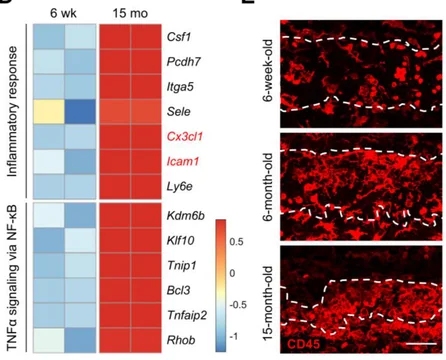 E
6 wk
15 mo
Inflammatory response
Csf1
Pcdh7
Itga5
Sele
Cx3cl1
Icam1
Ly6e
TNFα signaling via NF-κB
Kdm6b
Klf10
Tnip1
Bcl3
Tnfaip2
Rhob
0.5
0
-0.5
-1
6-week-old
6-month-old
15-month-old
CD45